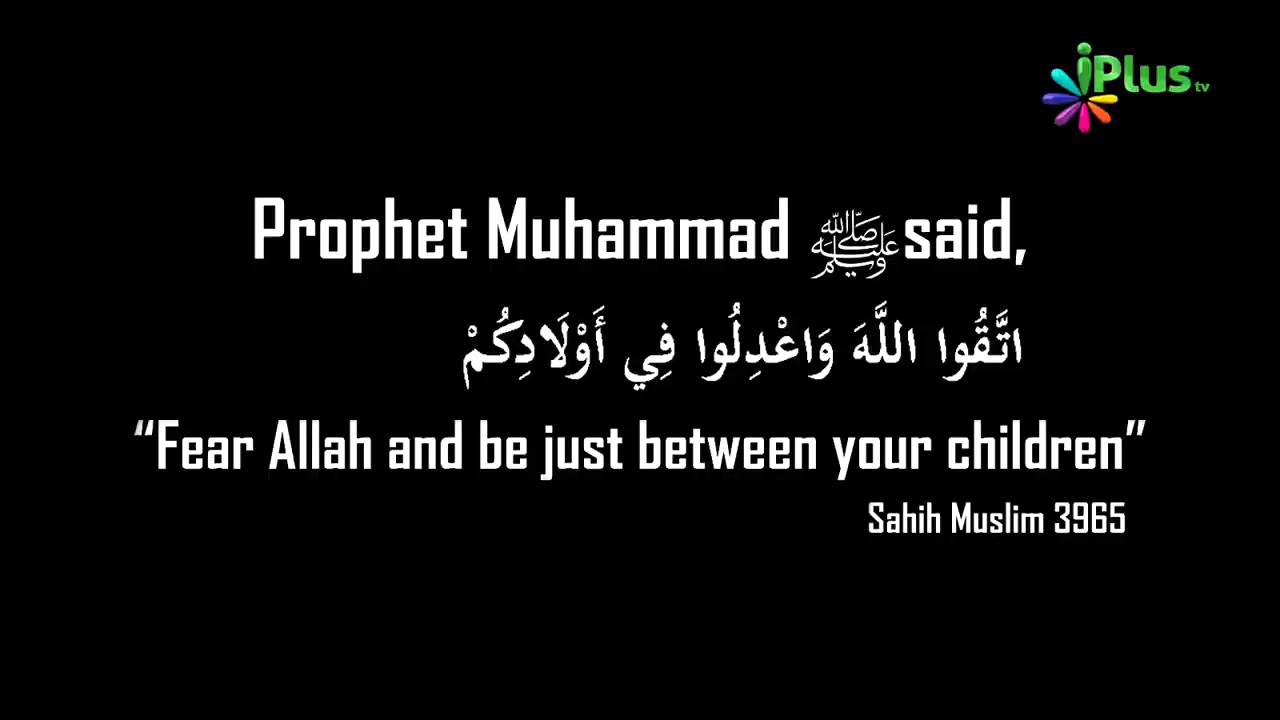 iPlus tv
Prophet Muhammad ﷺ said,
اتَّقُوا اللَّهَ وَاعْدِلُوا فِي أَوْلَادِكُمْ
“Fear Allah and be just between your children”
Sahih Muslim 3965